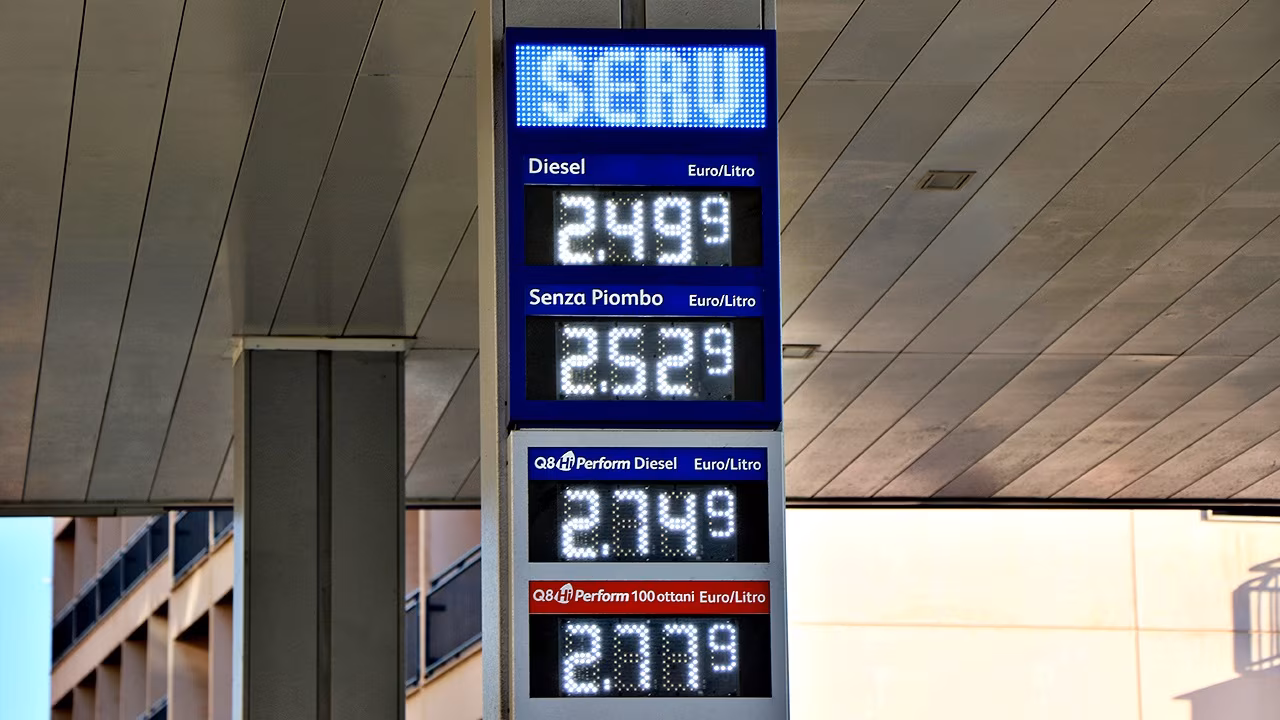 SERV
Diesel Euro/Litro
2.499
Senza Piombo Euro/Litro
2.529
Q8 Hi Perform Diesel Euro/Litro
2.749
Q8 Hi Perform 100 ottani Euro/Litro
2.779